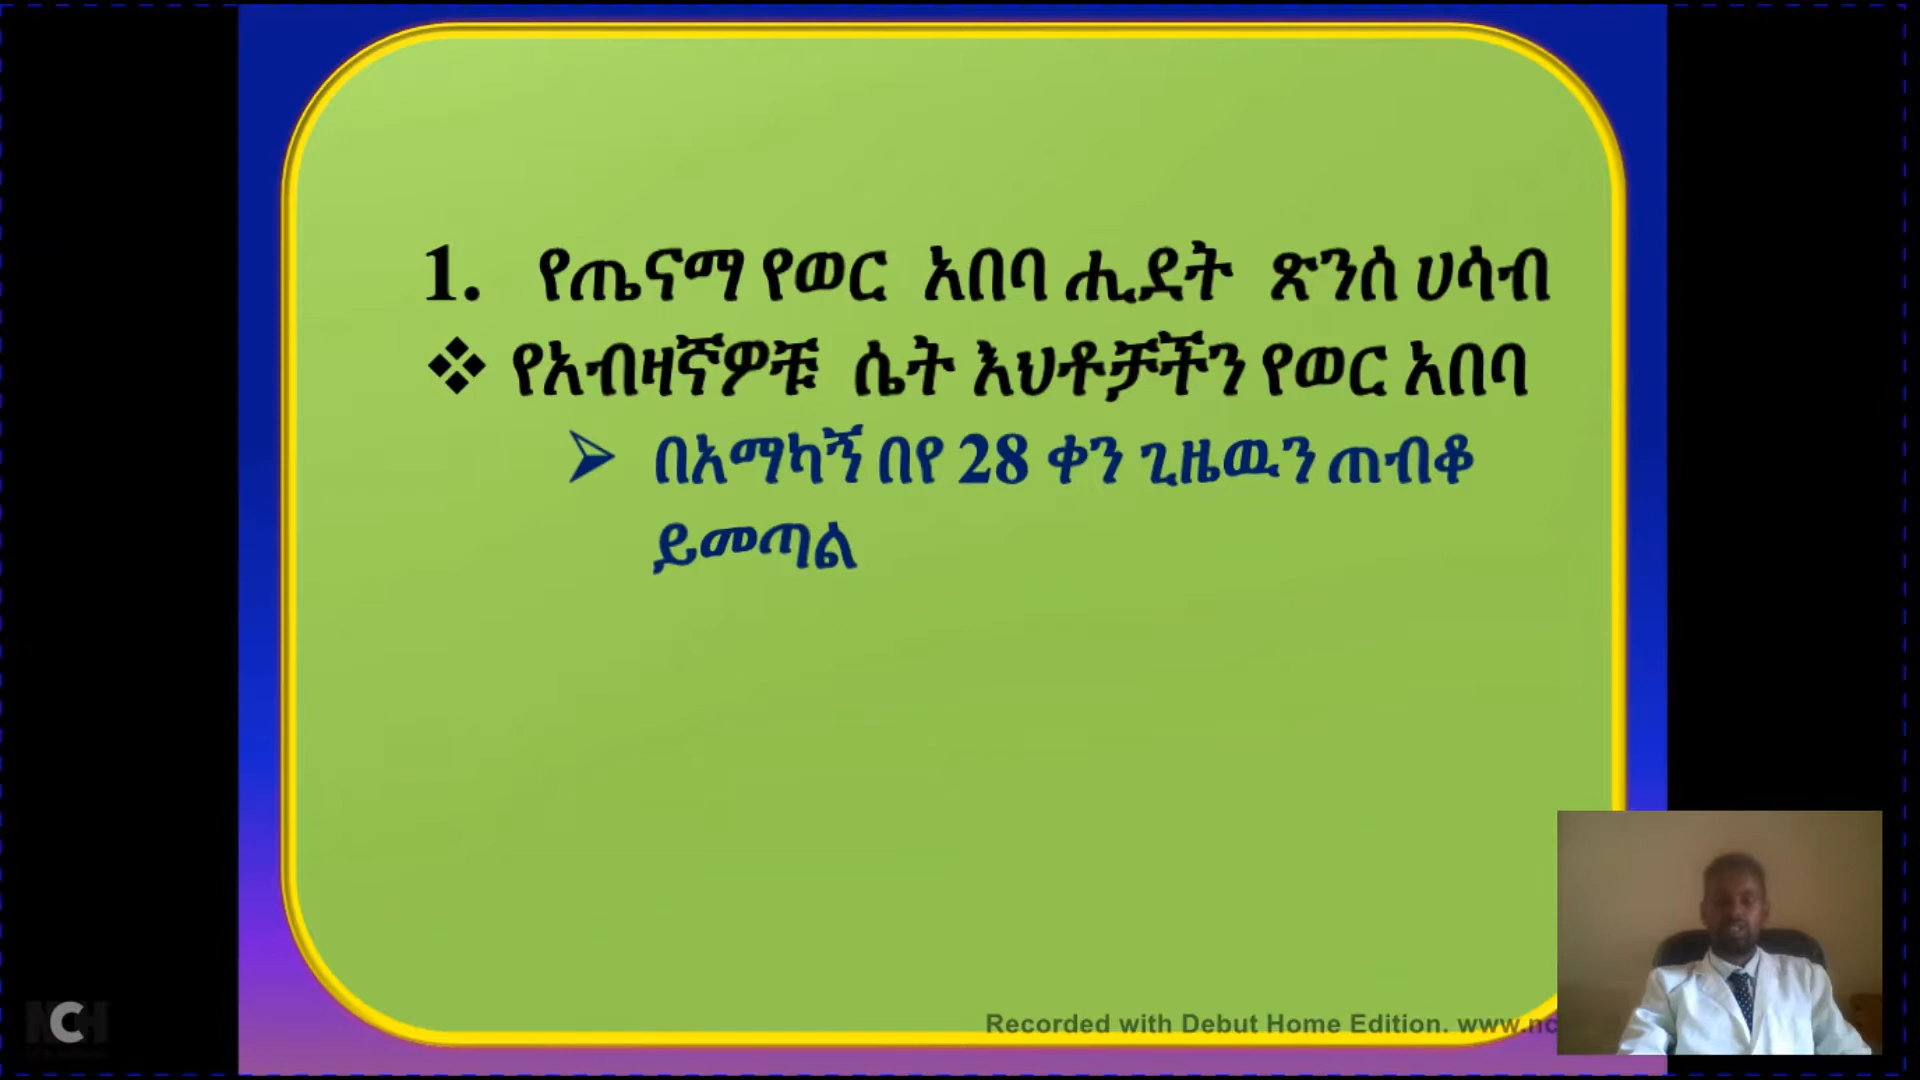 1. የጤናማ የወር አበባ ሒደት ጽንሰ ሀሳብ
❖ የአብዛኛዎቹ ሴት እህቶቻችን የወር አበባ
➢ በአማካኝ በየ 28 ቀን ጊዜዉን ጠብቆ
ይመጣል
Recorded with Debut Home Edition. www.nc
NCH